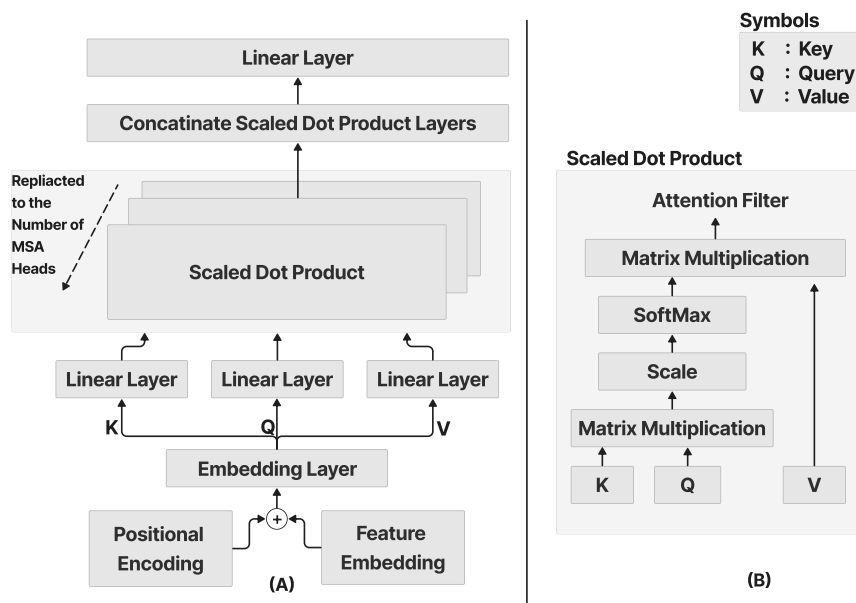 Linear Layer
Concatinate Scaled Dot Product Layers
Repliacted
to the
Number of
MSA
Heads
Scaled Dot Product
Linear Layer
Linear Layer
Linear Layer
K
Q
V
Embedding Layer
Positional
Encoding
+
Feature
Embedding
(A)
Symbols
K : Key
Q : Query
V : Value
Scaled Dot Product
Attention Filter
Matrix Multiplication
SoftMax
Scale
Matrix Multiplication
K
Q
V
(B)